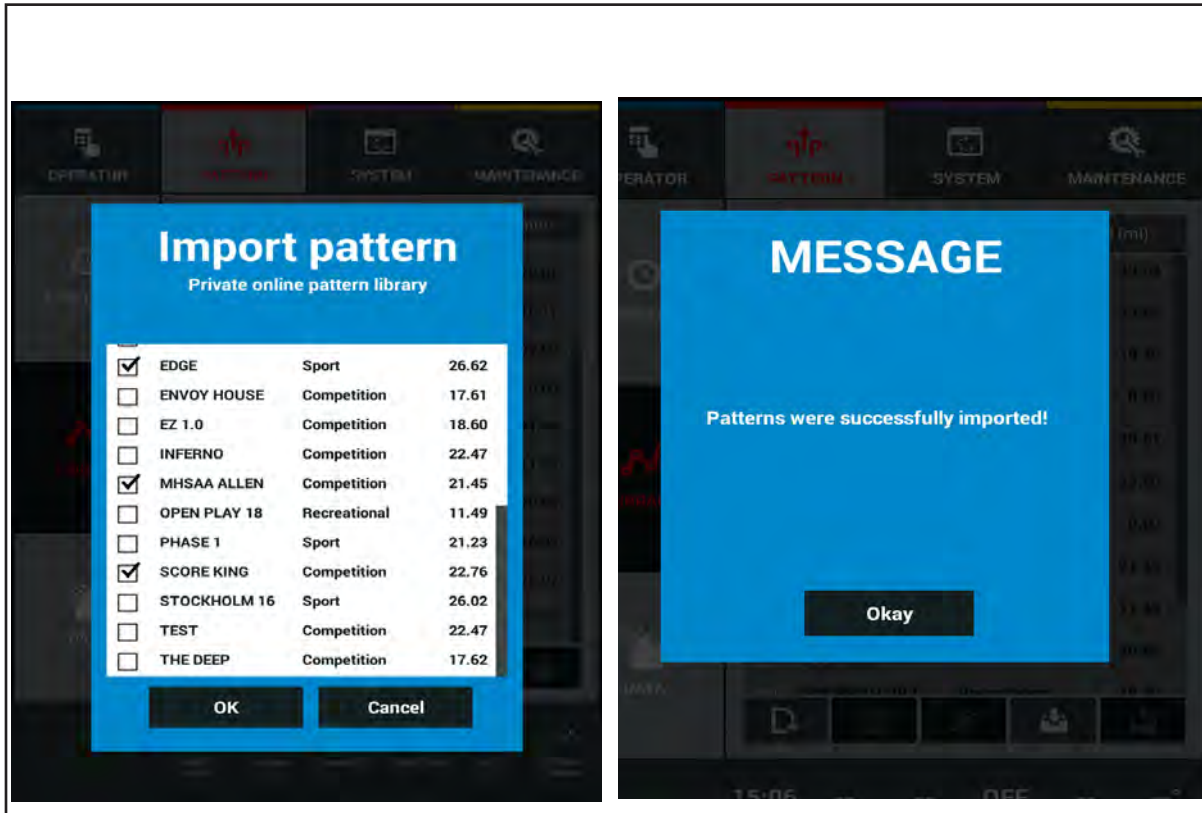 OPERATOR
SYSTEM
MAINTENANCE
Import pattern
Private online pattern library
EDGE Sport 26.62
ENVOY HOUSE Competition 17.61
EZ 1.0 Competition 18.60
INFERNO Competition 22.47
MHSAA ALLEN Competition 21.45
OPEN PLAY 18 Recreational 11.49
PHASE 1 Sport 21.23
SCORE KING Competition 22.76
STOCKHOLM 16 Sport 26.02
TEST Competition 22.47
THE DEEP Competition 17.62
OK Cancel
ERATOR
PATTERN
SYSTEM
MAINTENANCE
MESSAGE
Patterns were successfully imported!
Okay
15:06
OFF